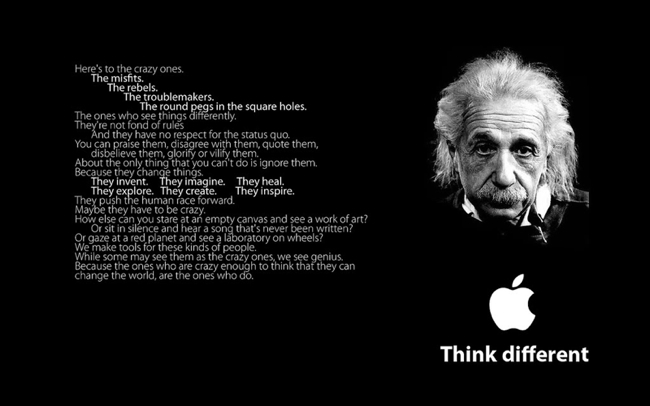 Here's to the crazy ones.
The misfits.
The rebels.
The troublemakers.
The round pegs in the square holes.
The ones who see things differently.
They're not fond of rules
And they have no respect for the status quo.
You can praise them, disagree with them, quote them,
disbelieve them, glorify or vilify them.
About the only thing that you can't do is ignore them.
Because they change things.
They invent. They imagine. They heal.
They explore. They create. They inspire.
They push the human race forward.
Maybe they have to be crazy.
How else can you stare at an empty canvas and see a work of art?
Or sit in silence and hear a song that's never been written?
Or gaze at a red planet and see a laboratory on wheels?
We make tools for these kinds of people.
While some may see them as the crazy ones, we see genius.
Because the ones who are crazy enough to think that they can
change the world, are the ones who do.
Think different